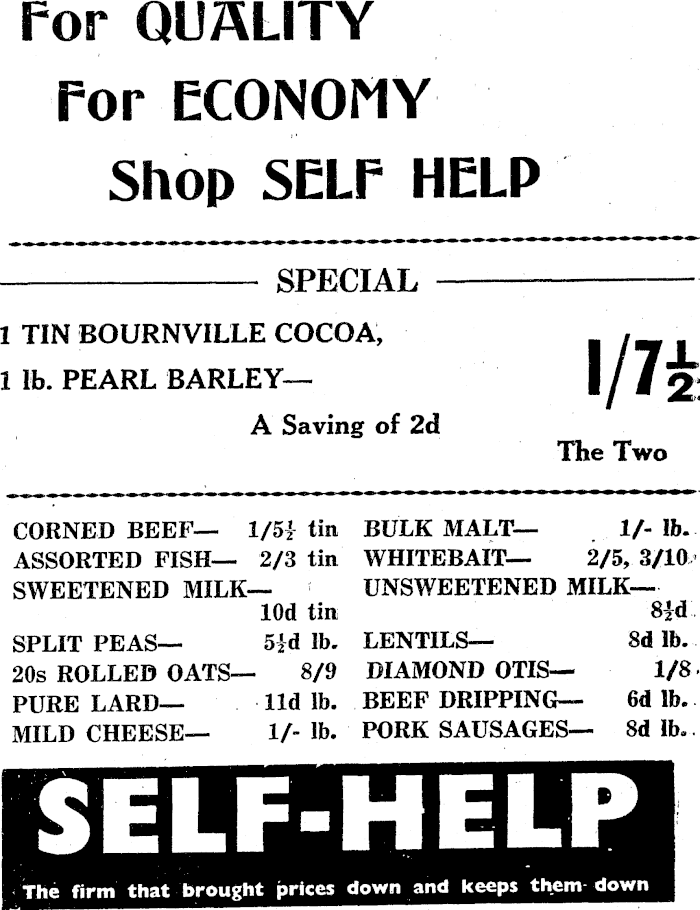 For QUALITY
For ECONOMY
Shop SELF HELP
SPECIAL
1 TIN BOURNVILLE COCOA,
1 lb. PEARL BARLEY—
1/7½
A Saving of 2d
The Two
CORNED BEEF— 1/5½ tin
ASSORTED FISH— 2/3 tin
SWEETENED MILK—
10d tin
SPLIT PEAS— 5½d lb.
20s ROLLED OATS— 8/9
PURE LARD— 11d lb.
MILD CHEESE— 1/- lb.
BULK MALT— 1/- lb.
WHITEBAIT— 2/5, 3/10
UNSWEETENED MILK—
8½d
LENTILS— 8d lb.
DIAMOND OTIS— 1/8
BEEF DRIPPING— 6d lb.
PORK SAUSAGES— 8d lb.
SELF-HELP
The firm that brought prices down and keeps them down